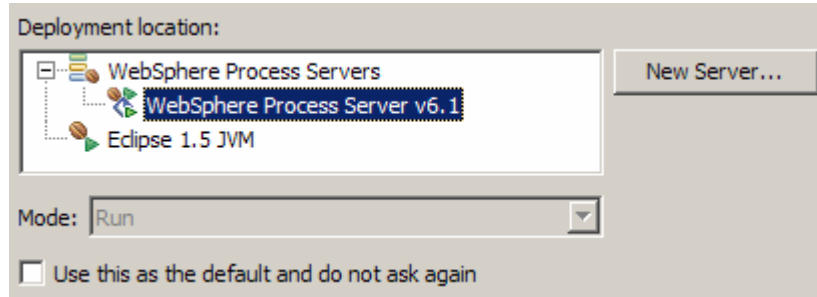 Deployment location:
WebSphere Process Servers
New Server...
WebSphere Process Server v6.1
Eclipse 1.5 JVM
Mode: Run
Use this as the default and do not ask again